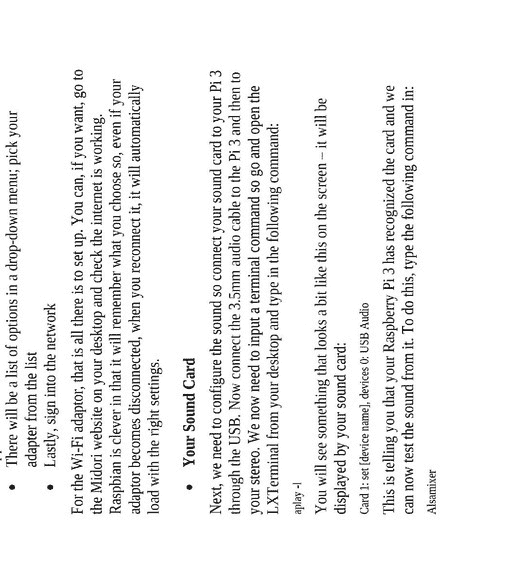 • There will be a list of options in a drop-down menu; pick your
adapter from the list
• Lastly, sign into the network
For the Wi-Fi adaptor, that is all there is to set up. You can, if you want, go to
the Midori website on your desktop and check the internet is working.
Raspbian is clever in that it will remember what you choose so, even if your
adaptor becomes disconnected, when you reconnect it, it will automatically
load with the right settings.
• Your Sound Card
Next, we need to configure the sound so connect your sound card to your Pi 3
through the USB. Now connect the 3.5mm audio cable to the Pi 3 and then to
your stereo. We now need to input a terminal command so go and open the
LXTerminal from your desktop and type in the following command:
aplay -l
You will see something that looks a bit like this on the screen – it will be
displayed by your sound card:
Card 1: set [device name], devices 0: USB Audio
This is telling you that your Raspberry Pi 3 has recognized the card and we
can now test the sound from it. To do this, type the following command in:
Alsamixer